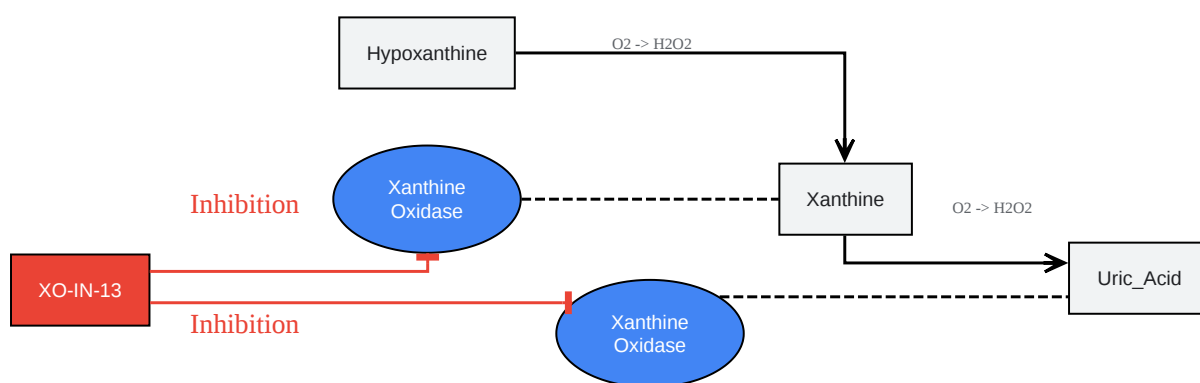 Hypoxanthine
O2 -> H2O2
Xanthine
Oxidase
Inhibition
Xanthine
O2 -> H2O2
XO-IN-13
Uric_Acid
Inhibition
Xanthine
Oxidase